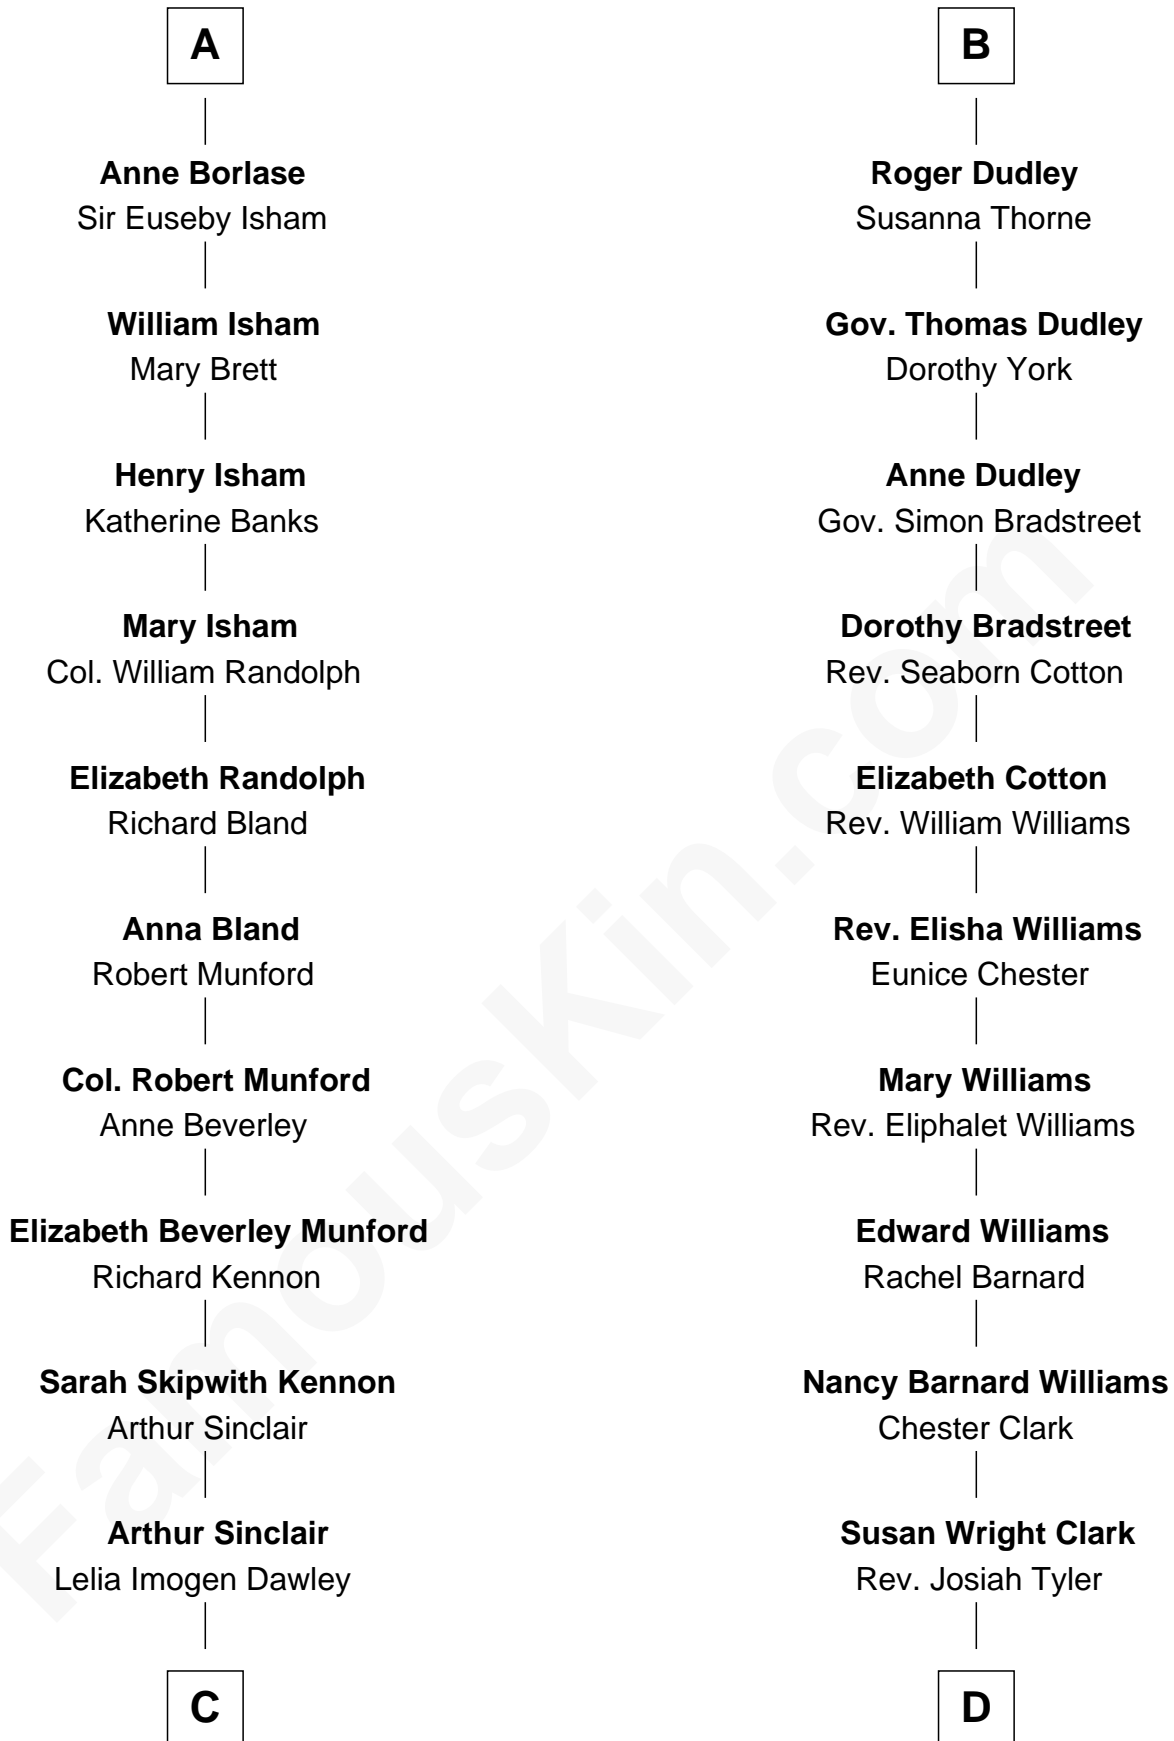 A
Anne Borlase
Sir Euseby Isham
William Isham
Mary Brett
Henry Isham
Katherine Banks
Mary Isham
Col. William Randolph
Elizabeth Randolph
Richard Bland
Anna Bland
Robert Munford
Col. Robert Munford
Anne Beverley
Elizabeth Beverley Munford
Richard Kennon
Sarah Skipwith Kennon
Arthur Sinclair
Arthur Sinclair
Lelia Imogen Dawley
C
B
Roger Dudley
Susanna Thorne
Gov. Thomas Dudley
Dorothy York
Anne Dudley
Gov. Simon Bradstreet
Dorothy Bradstreet
Rev. Seaborn Cotton
Elizabeth Cotton
Rev. William Williams
Rev. Elisha Williams
Eunice Chester
Mary Williams
Rev. Eliphalet Williams
Edward Williams
Rachel Barnard
Nancy Barnard Williams
Chester Clark
Susan Wright Clark
Rev. Josiah Tyler
D
FamousKin.com